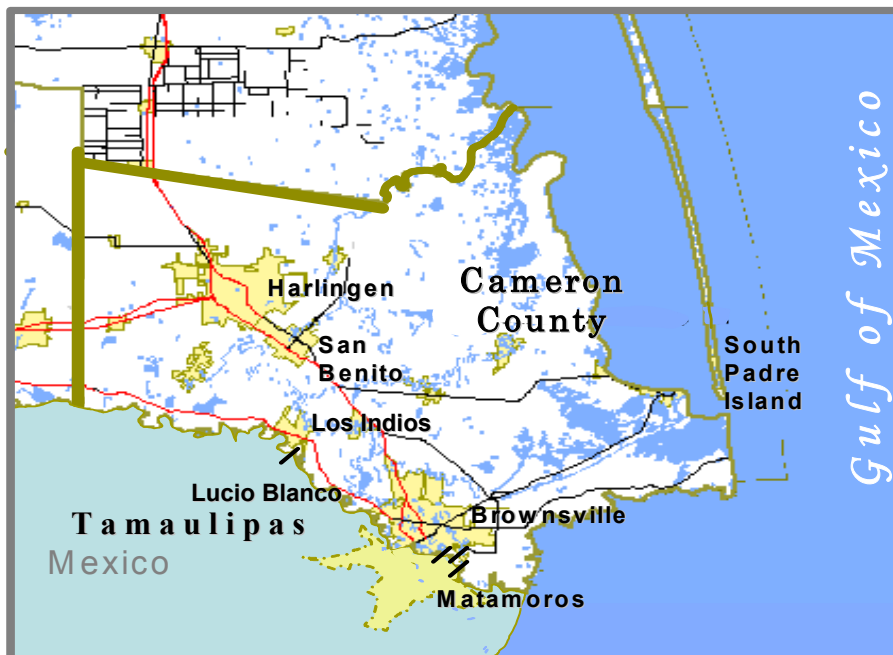 Gulf of Mexico
Cameron
County
Harlingen
San
Benito
South
Padre
Island
Los Indios
Lucio Blanco
Tamaulipas
Brownsville
Mexico
Matamoros